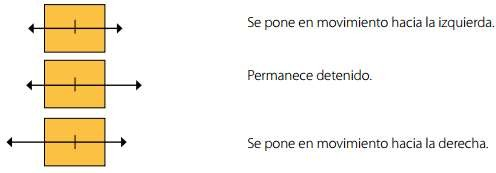 Se pone en movimiento hacia la izquierda.
Permanece detenido.
Se pone en movimiento hacia la derecha.